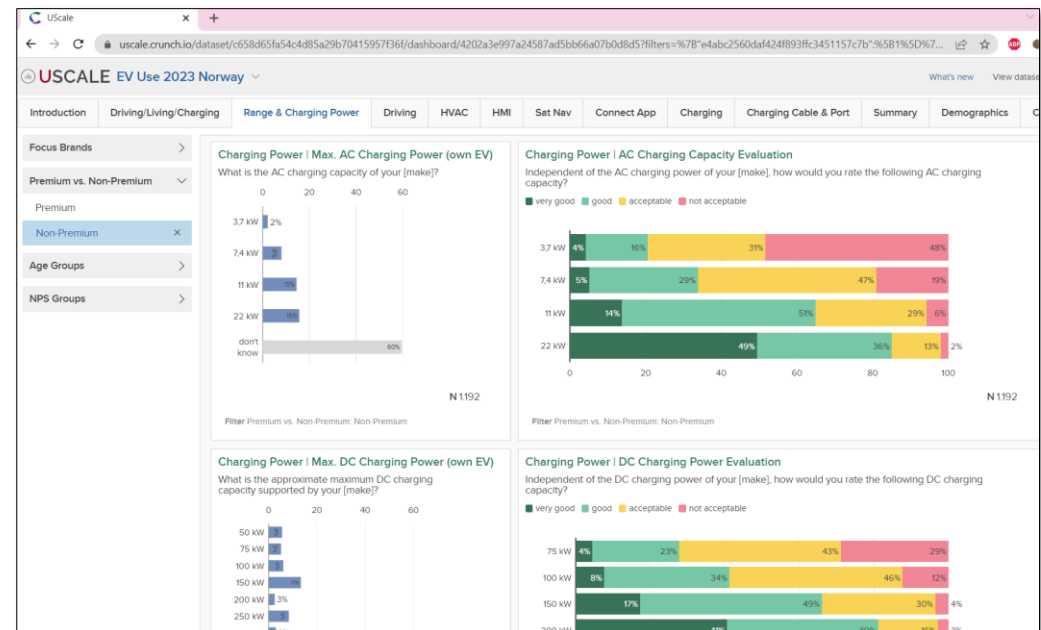 UScale
uscale.crunch.io/dataset/c658d65fa54c4d85a29b70415957f36f/dashboard/4202a3e997a24587ad5bb66a07b0d8d5?filters=%7B"e4abc2560daf424f893ffc3451157c7b":%5B1%5D%7...
ABP
USCALE EV Use 2023 Norway
What's new View datase
Introduction Driving/Living/Charging Range & Charging Power Driving HVAC HMI Sat Nav Connect App Charging Charging Cable & Port Summary Demographics
Focus Brands
Premium vs. Non-Premium
Premium
Non-Premium
Age Groups
NPS Groups
Charging Power | Max. AC Charging Power (own EV)
What is the AC charging capacity of your [make]?
0 20 40 60
3,7 kW 2%
7,4 kW
11 kW 15%
22 kW 16%
don't
know 60%
N 1.192
Filter Premium vs. Non-Premium: Non-Premium
Charging Power | AC Charging Capacity Evaluation
Independent of the AC charging power of your [make], how would you rate the following AC charging
capacity?
very good good acceptable not acceptable
3,7 kW 4% 16% 31% 48%
7,4 kW 5% 29% 47% 19%
11 kW 14% 51% 29% 6%
22 kW 49% 36% 13% 2%
0 20 40 60 80 100
N 1.192
Filter Premium vs. Non-Premium: Non-Premium
Charging Power | Max. DC Charging Power (own EV)
What is the approximate maximum DC charging
capacity supported by your [make]?
0 20 40 60
50 kW
75 kW
100 kW
150 kW
200 kW 3%
250 kW
Charging Power | DC Charging Power Evaluation
Independent of the DC charging power of your [make], how would you rate the following DC charging
capacity?
very good good acceptable not acceptable
75 kW 4% 23% 43% 29%
100 kW 8% 34% 46% 12%
150 kW 17% 49% 30% 4%